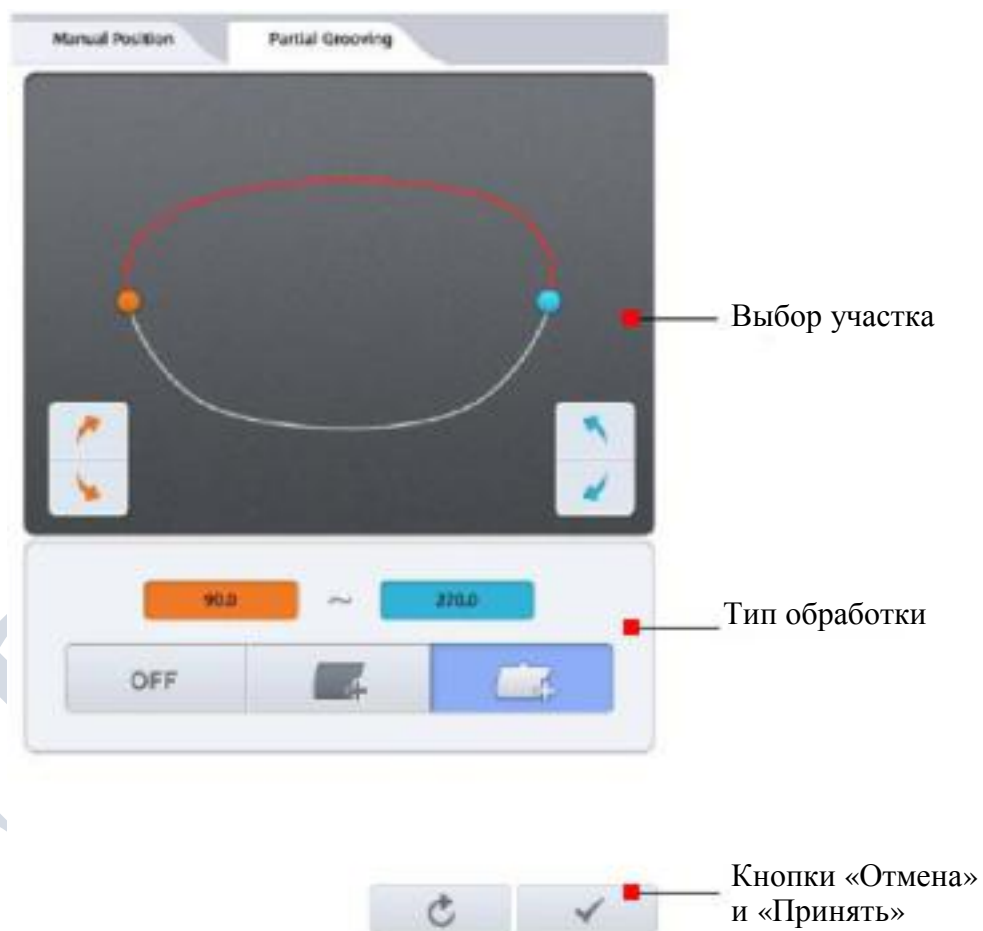 Manual Position
Partial Grooving
Выбор участка
90.0 ~ 270.0
Тип обработки
OFF
Кнопки «Отмена»
и «Принять»